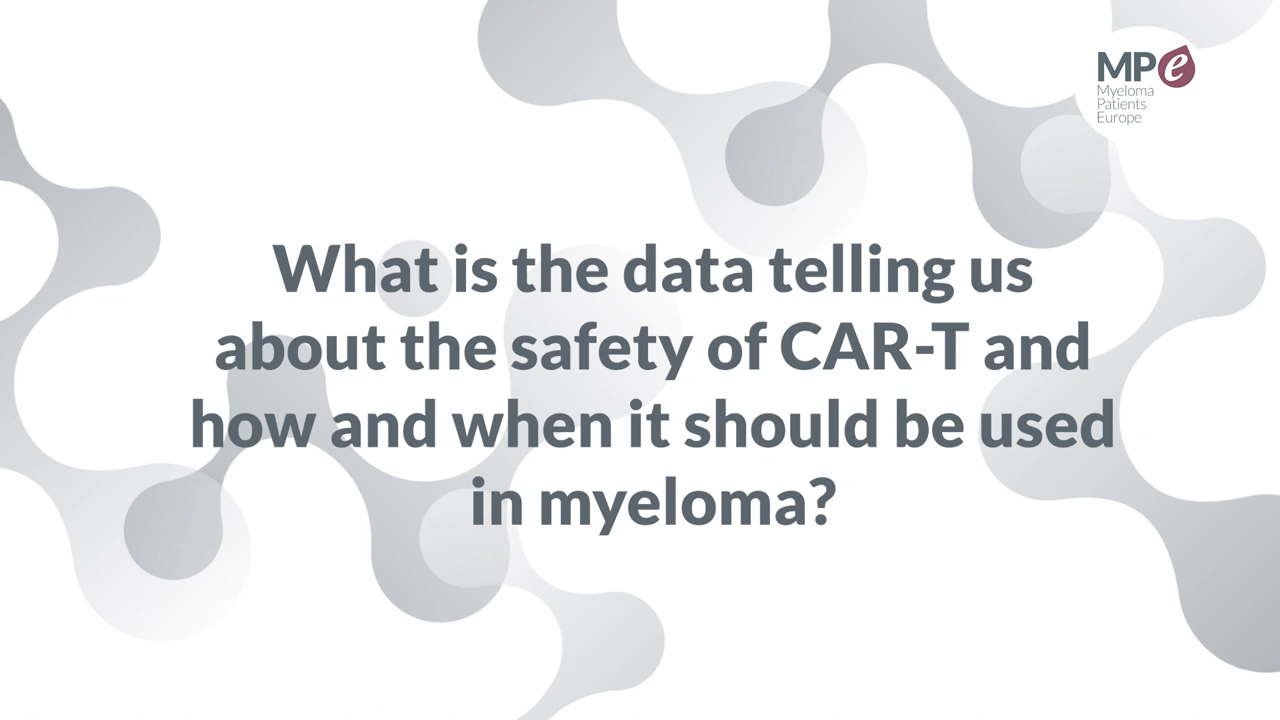 MPe
Myeloma
Patients
Europe
What is the data telling us
about the safety of CAR-T and
how and when it should be used
in myeloma?